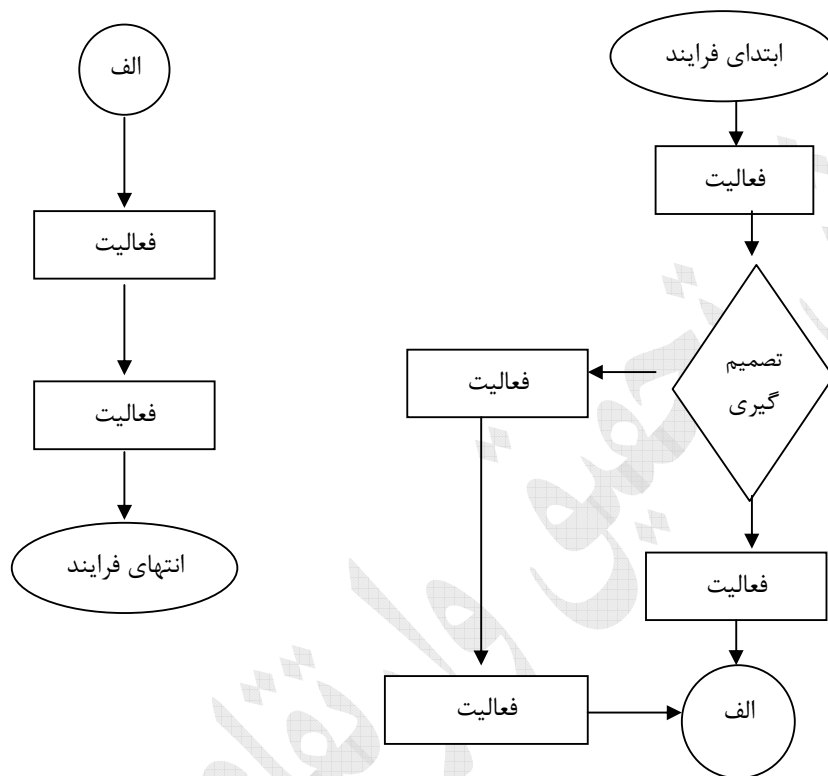 ابتدای فرایند
فعالیت
تصمیم
گیری
فعالیت
فعالیت
فعالیت
الف
الف
فعالیت
فعالیت
انتهای فرایند